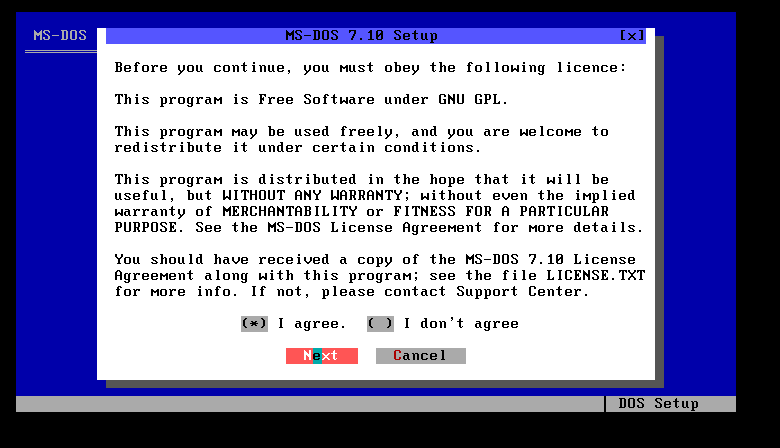 MS-DOS
MS-DOS 7.10 Setup [x]
Before you continue, you must obey the following licence:
This program is Free Software under GNU GPL.
This program may be used freely, and you are welcome to
redistribute it under certain conditions.
This program is distributed in the hope that it will be
useful, but WITHOUT ANY WARRANTY; without even the implied
warranty of MERCHANTABILITY or FITNESS FOR A PARTICULAR
PURPOSE. See the MS-DOS License Agreement for more details.
You should have received a copy of the MS-DOS 7.10 License
Agreement along with this program; see the file LICENSE.TXT
for more info. If not, please contact Support Center.
(*) I agree. ( ) I don't agree
Next Cancel
DOS Setup